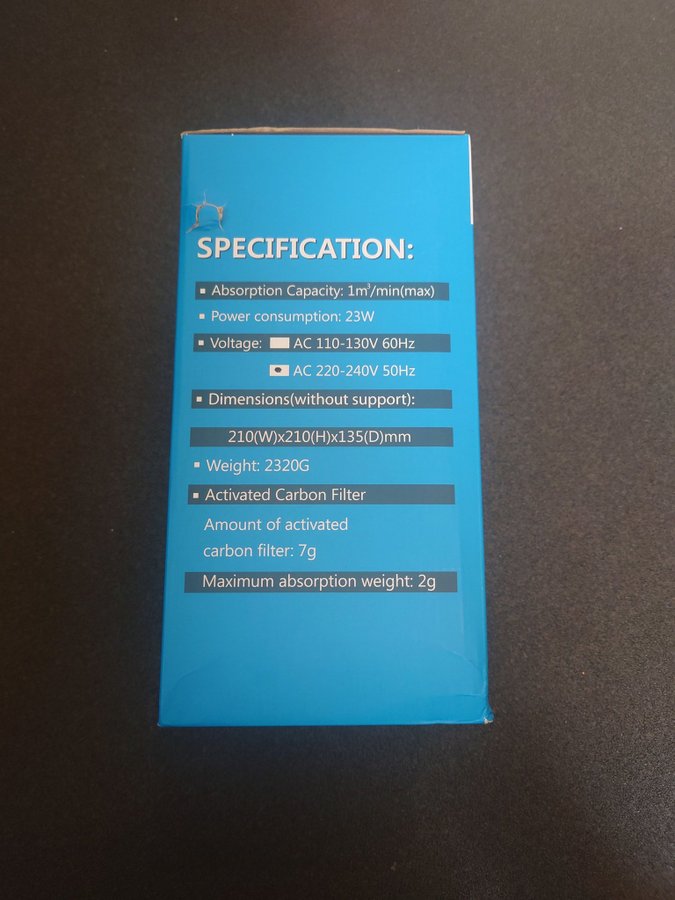 SPECIFICATION:
▪ Absorption Capacity: 1m³/min(max)
▪ Power consumption: 23W
▪ Voltage: AC 110-130V 60Hz
AC 220-240V 50Hz
▪ Dimensions(without support):
210(W)x210(H)x135(D)mm
▪ Weight: 2320G
▪ Activated Carbon Filter
Amount of activated
carbon filter: 7g
Maximum absorption weight: 2g